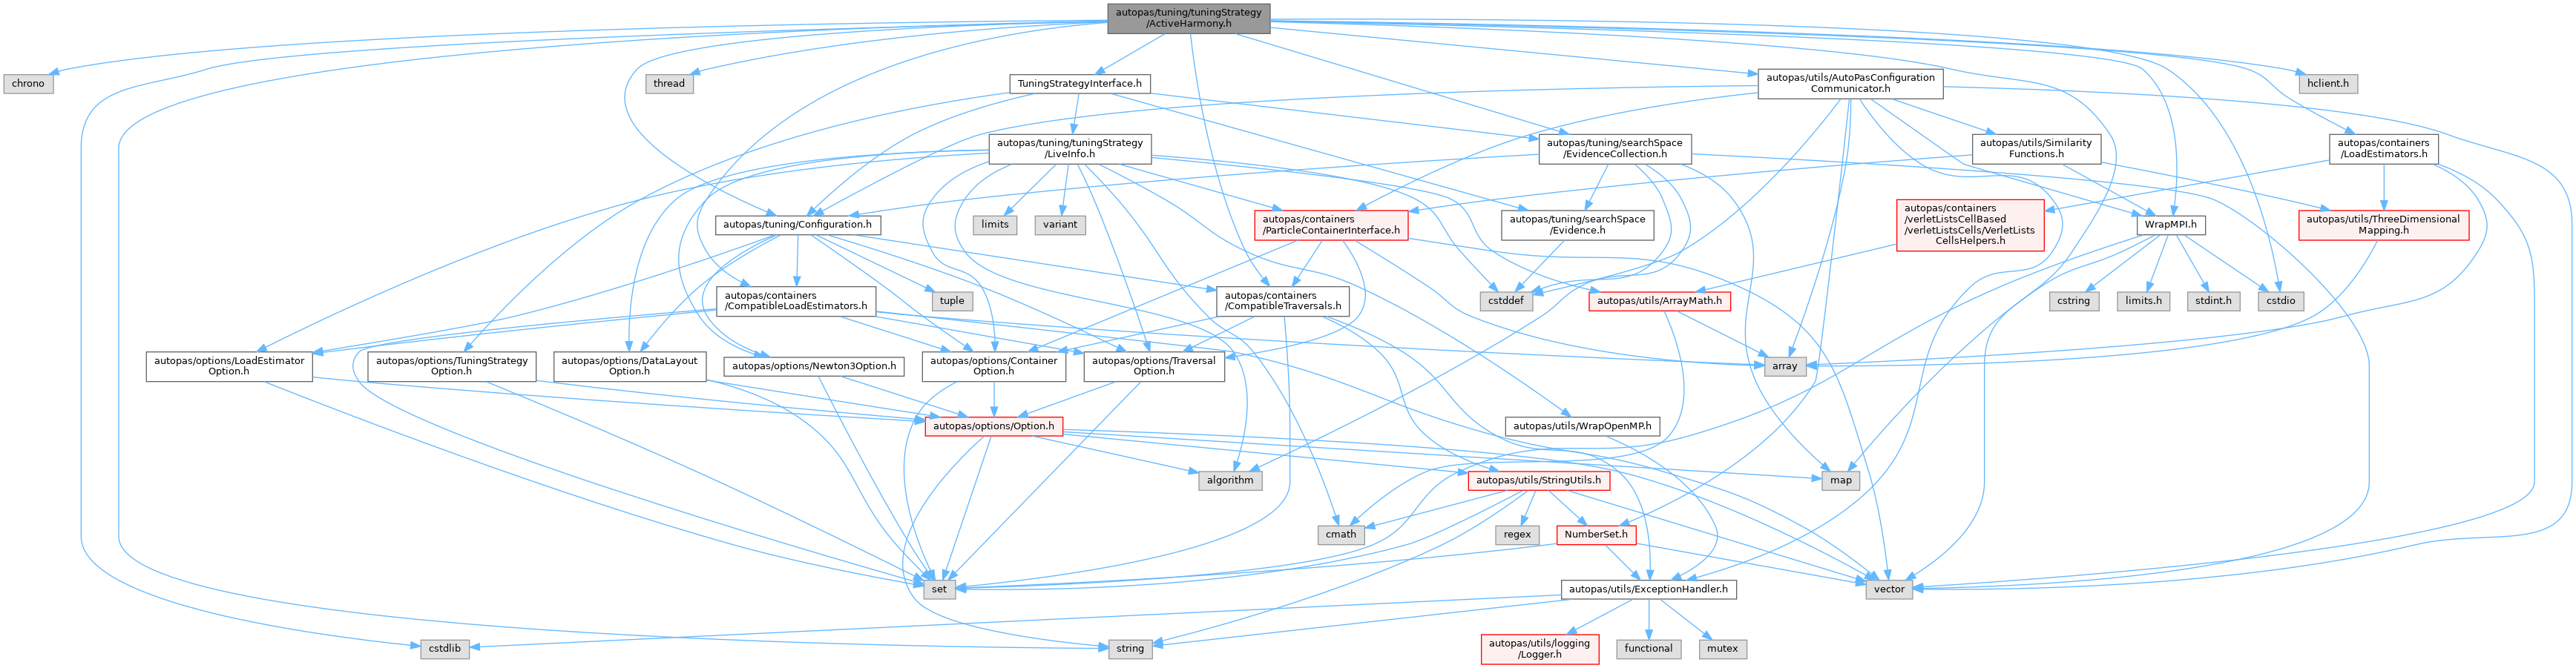 autopas/tuning/tuningStrategy
/ActiveHarmony.h
chrono
thread
TuningStrategyInterface.h
autopas/utils/AutoPasConfiguration
Communicator.h
hclient.h
autopas/tuning/tuningStrategy
/LiveInfo.h
autopas/tuning/searchSpace
/EvidenceCollection.h
autopas/utils/Similarity
Functions.h
autopas/containers
/LoadEstimators.h
autopas/tuning/Configuration.h
limits
variant
autopas/containers
/ParticleContainerInterface.h
autopas/tuning/searchSpace
/Evidence.h
autopas/containers
/verletListsCellBased
/verletListsCells/VerletLists
CellsHelpers.h
WrapMPI.h
autopas/utils/ThreeDimensional
Mapping.h
autopas/containers
/CompatibleLoadEstimators.h
tuple
autopas/containers
/CompatibleTraversals.h
cstddef
autopas/utils/ArrayMath.h
cstring
limits.h
stdint.h
cstdio
autopas/options/LoadEstimator
Option.h
autopas/options/TuningStrategy
Option.h
autopas/options/DataLayout
Option.h
autopas/options/Newton3Option.h
autopas/options/Container
Option.h
autopas/options/Traversal
Option.h
array
autopas/options/Option.h
autopas/utils/WrapOpenMP.h
algorithm
autopas/utils/StringUtils.h
map
cmath
regex
NumberSet.h
set
autopas/utils/ExceptionHandler.h
vector
cstdlib
string
autopas/utils/logging
/Logger.h
functional
mutex